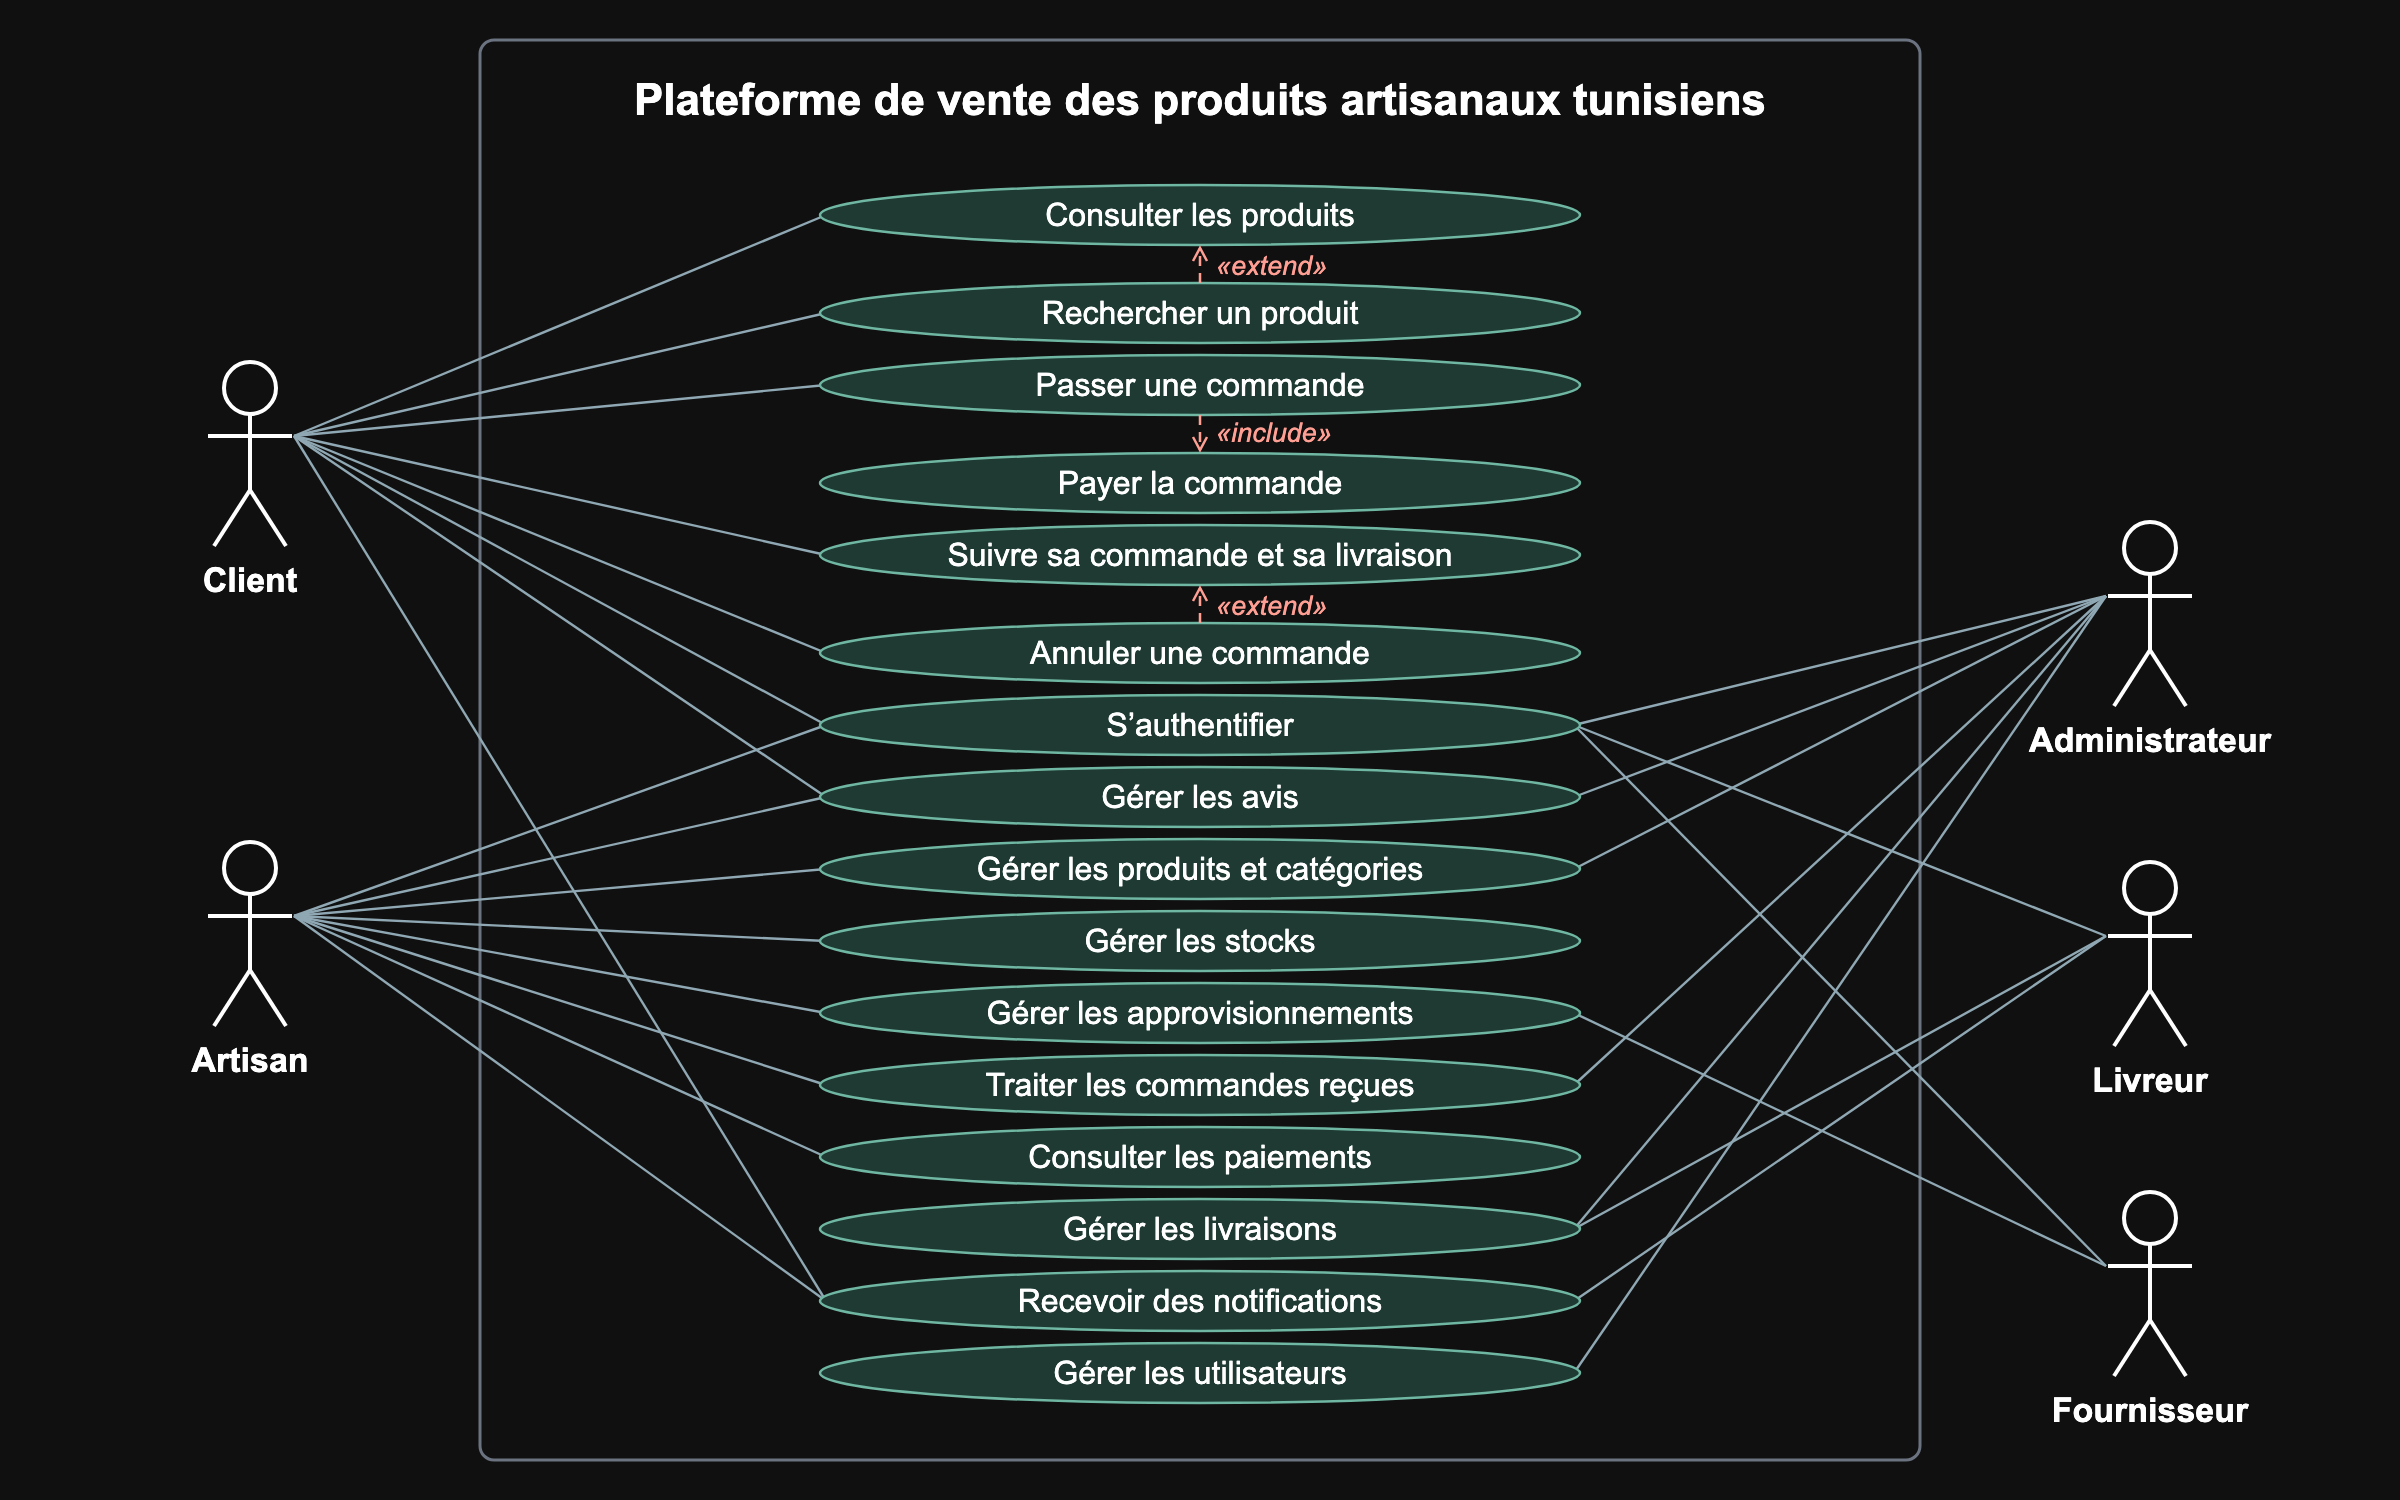 Plateforme de vente des produits artisanaux tunisiens
Consulter les produits
«extend»
Rechercher un produit
Passer une commande
«include»
Payer la commande
Suivre sa commande et sa livraison
«extend»
Annuler une commande
S’authentifier
Gérer les avis
Gérer les produits et catégories
Gérer les stocks
Gérer les approvisionnements
Traiter les commandes reçues
Consulter les paiements
Gérer les livraisons
Recevoir des notifications
Gérer les utilisateurs
Client
Artisan
Administrateur
Livreur
Fournisseur